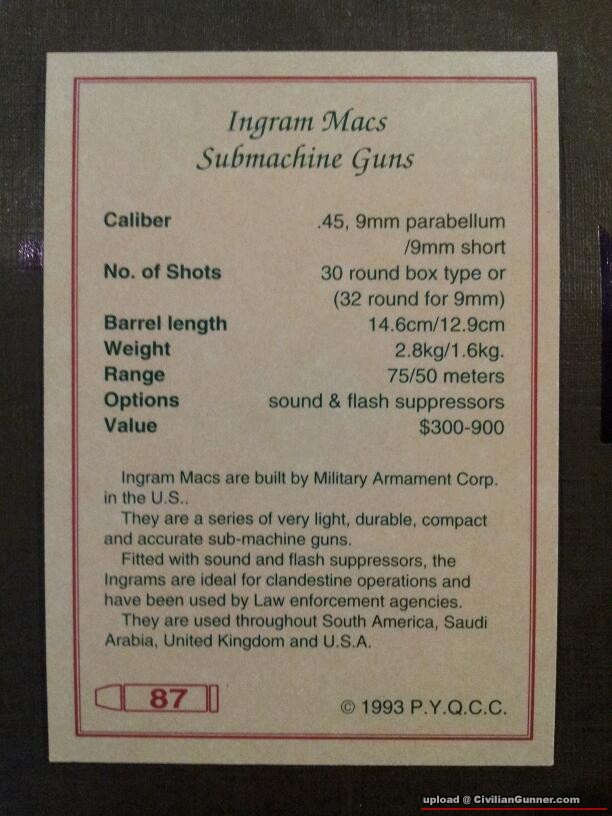 Ingram Macs
Submachine Guns
Caliber .45, 9mm parabellum
/9mm short
No. of Shots 30 round box type or
(32 round for 9mm)
Barrel length 14.6cm/12.9cm
Weight 2.8kg/1.6kg.
Range 75/50 meters
Options sound & flash suppressors
Value $300-900
Ingram Macs are built by Military Armament Corp.
in the U.S..
They are a series of very light, durable, compact
and accurate sub-machine guns.
Fitted with sound and flash suppressors, the
Ingrams are ideal for clandestine operations and
have been used by Law enforcement agencies.
They are used throughout South America, Saudi
Arabia, United Kingdom and U.S.A.
87
© 1993 P.Y.Q.C.C.
upload @ CivilianGunner.com